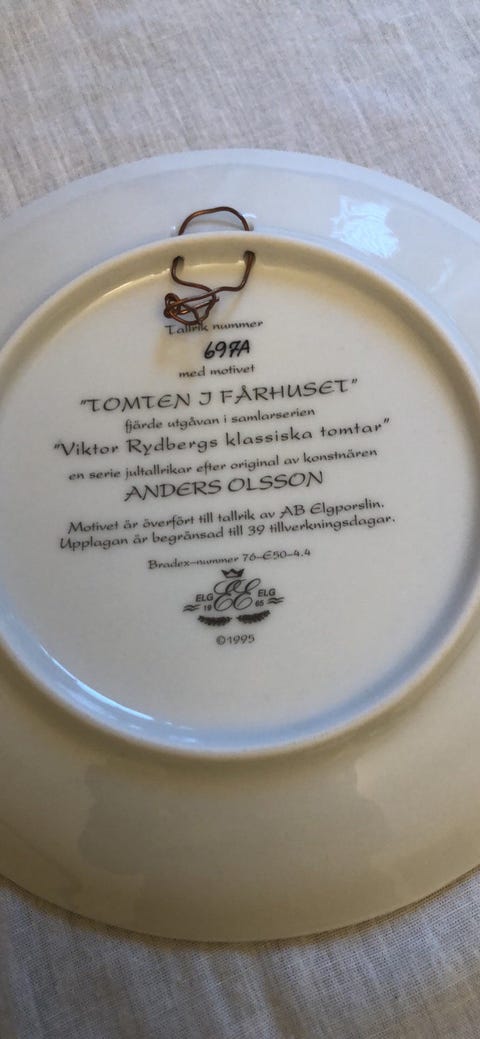 Tallrik nummer
697A
med motivet
"TOMTEN I FÅRHUSET"
fjärde utgåvan i samlarserien
"Viktor Rydbergs klassiska tomtar"
en serie jultallrikar efter original av konstnären
ANDERS OLSSON
Motivet är överfört till tallrik av AB Elgporslin.
Upplagan är begränsad till 39 tillverkningsdagar.
Bradex-nummer 76-E50-4.4
ELG EE ELG
19 65
©1995